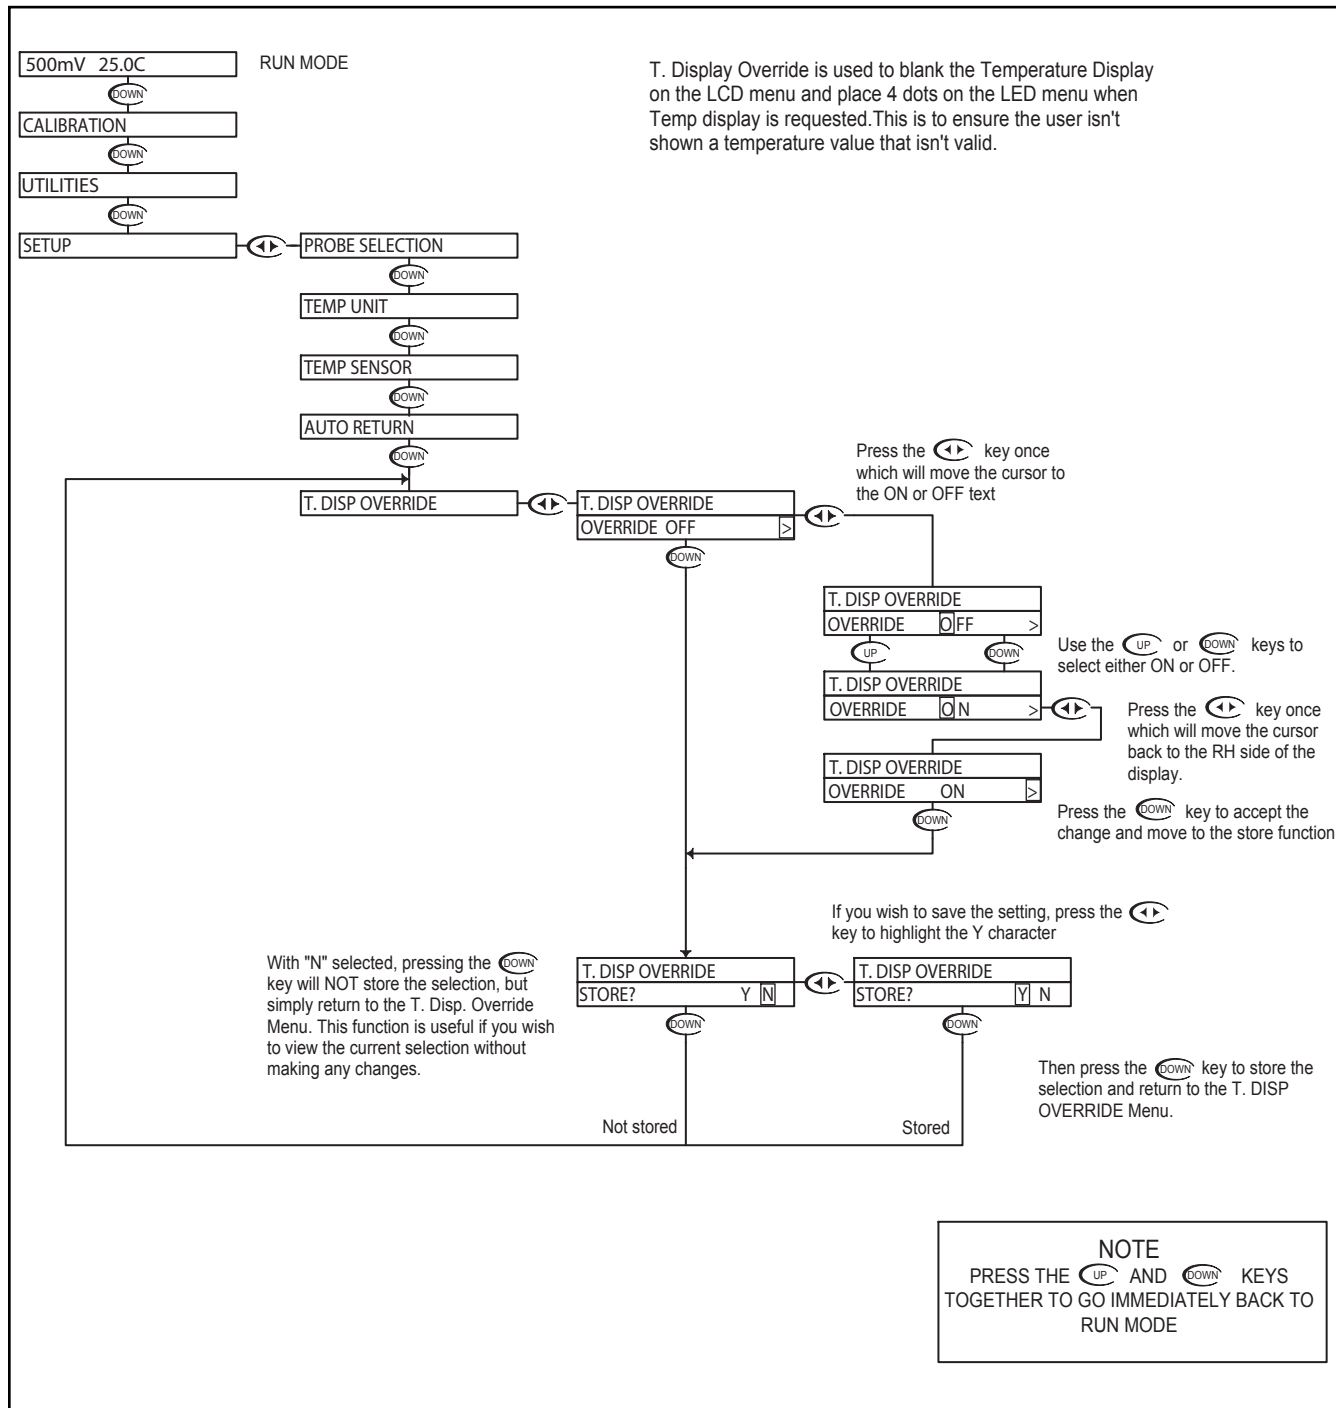 500mV 25.0C
RUN MODE
DOWN
CALIBRATION
DOWN
UTILITIES
DOWN
SETUP
T. Display Override is used to blank the Temperature Display
on the LCD menu and place 4 dots on the LED menu when
Temp display is requested.This is to ensure the user isn't
shown a temperature value that isn't valid.
PROBE SELECTION
DOWN
TEMP UNIT
DOWN
TEMP SENSOR
DOWN
AUTO RETURN
DOWN
T. DISP OVERRIDE
T. DISP OVERRIDE
OVERRIDE OFF >
DOWN
Press the key once
which will move the cursor to
the ON or OFF text
T. DISP OVERRIDE
OVERRIDE OFF >
UP DOWN
Use the UP or DOWN keys to
select either ON or OFF.
T. DISP OVERRIDE
OVERRIDE ON >
Press the key once
which will move the cursor
back to the RH side of the
display.
T. DISP OVERRIDE
OVERRIDE ON >
DOWN
Press the DOWN key to accept the
change and move to the store function
If you wish to save the setting, press the
key to highlight the Y character
With "N" selected, pressing the DOWN
key will NOT store the selection, but
simply return to the T. Disp. Override
Menu. This function is useful if you wish
to view the current selection without
making any changes.
T. DISP OVERRIDE
STORE? Y N
DOWN
T. DISP OVERRIDE
STORE? Y N
DOWN
Then press the DOWN key to store the
selection and return to the T. DISP
OVERRIDE Menu.
Not stored
Stored
NOTE
PRESS THE UP AND DOWN KEYS
TOGETHER TO GO IMMEDIATELY BACK TO
RUN MODE